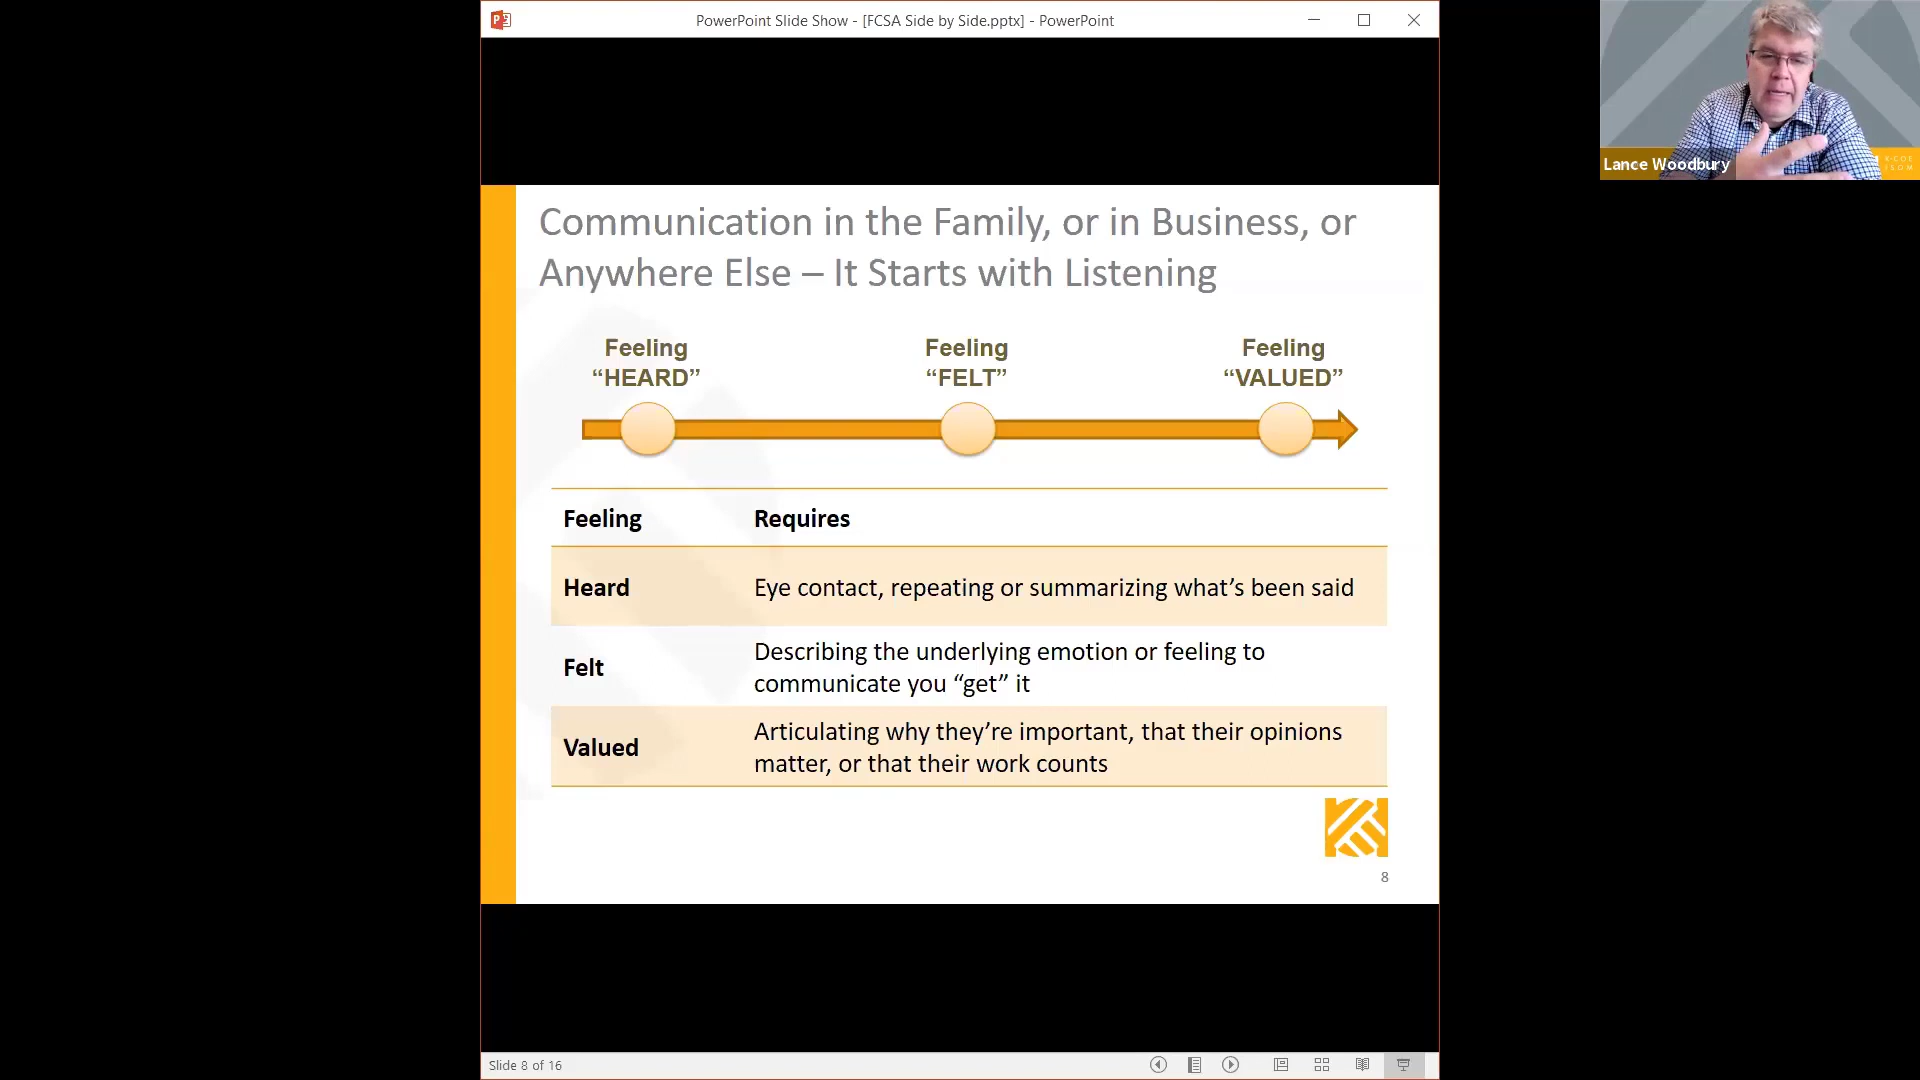 PowerPoint Slide Show - [FCSA Side by Side.pptx] - PowerPoint
Lance Woodbury
Communication in the Family, or in Business, or
Anywhere Else – It Starts with Listening
Feeling
“HEARD”
Feeling
“FELT”
Feeling
“VALUED”
Feeling Requires
Heard Eye contact, repeating or summarizing what’s been said
Felt Describing the underlying emotion or feeling to
communicate you “get” it
Valued Articulating why they’re important, that their opinions
matter, or that their work counts
8
Slide 8 of 16